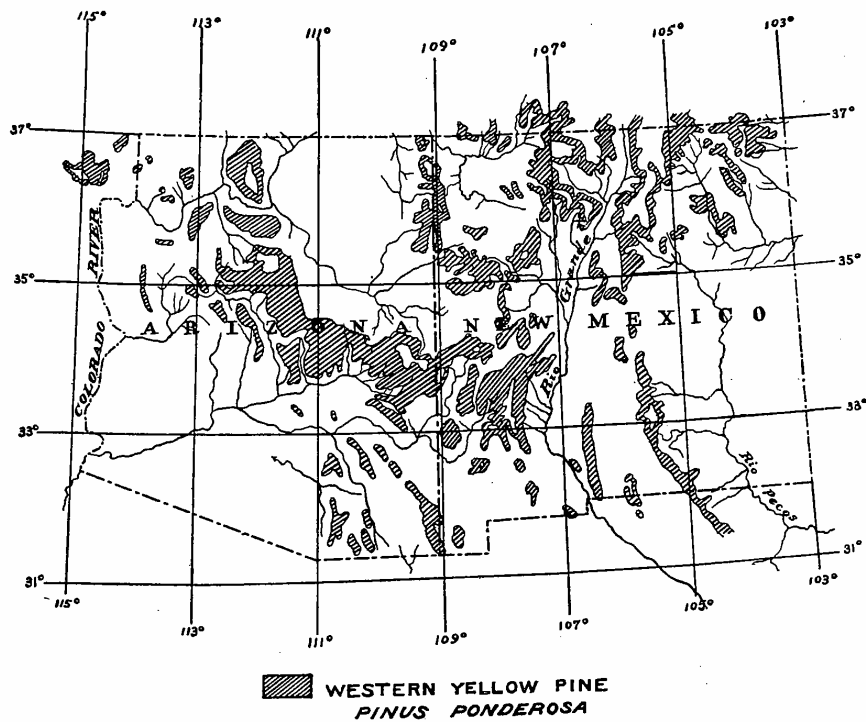 115° 113° 111° 109° 107° 105° 103°
37° 37°
35° 35°
33° 33°
31° 31°
COLORADO RIVER
ARIZONA NEW MEXICO
Rio Grande
Rio Pecos
115° 113° 111° 109° 107° 105° 103°
WESTERN YELLOW PINE
PINUS PONDEROSA